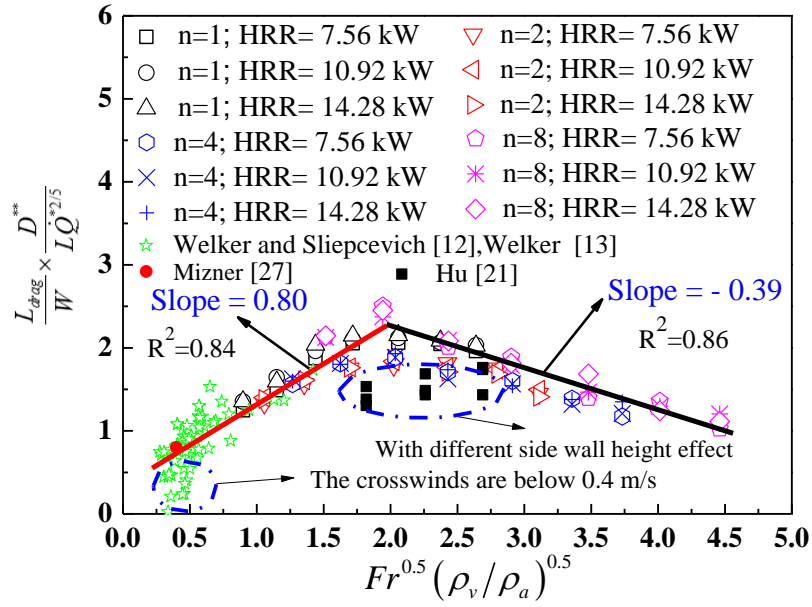 6
5
4
3
2
1
0
n=1; HRR= 7.56 kW
n=1; HRR= 10.92 kW
n=1; HRR= 14.28 kW
n=4; HRR= 7.56 kW
n=4; HRR= 10.92 kW
n=4; HRR= 14.28 kW
n=2; HRR= 7.56 kW
n=2; HRR= 10.92 kW
n=2; HRR= 14.28 kW
n=8; HRR= 7.56 kW
n=8; HRR= 10.92 kW
n=8; HRR= 14.28 kW
Welker and Sliepcevich [12],Welker [13]
Mizner [27]
Hu [21]
Slope = 0.80
R²=0.84
Slope = - 0.39
R²=0.86
With different side wall height effect
The crosswinds are below 0.4 m/s
L_drag/W × D**/LQ̇*2/5
0.0 0.5 1.0 1.5 2.0 2.5 3.0 3.5 4.0 4.5 5.0
Fr^0.5 (ρ_v/ρ_a)^0.5